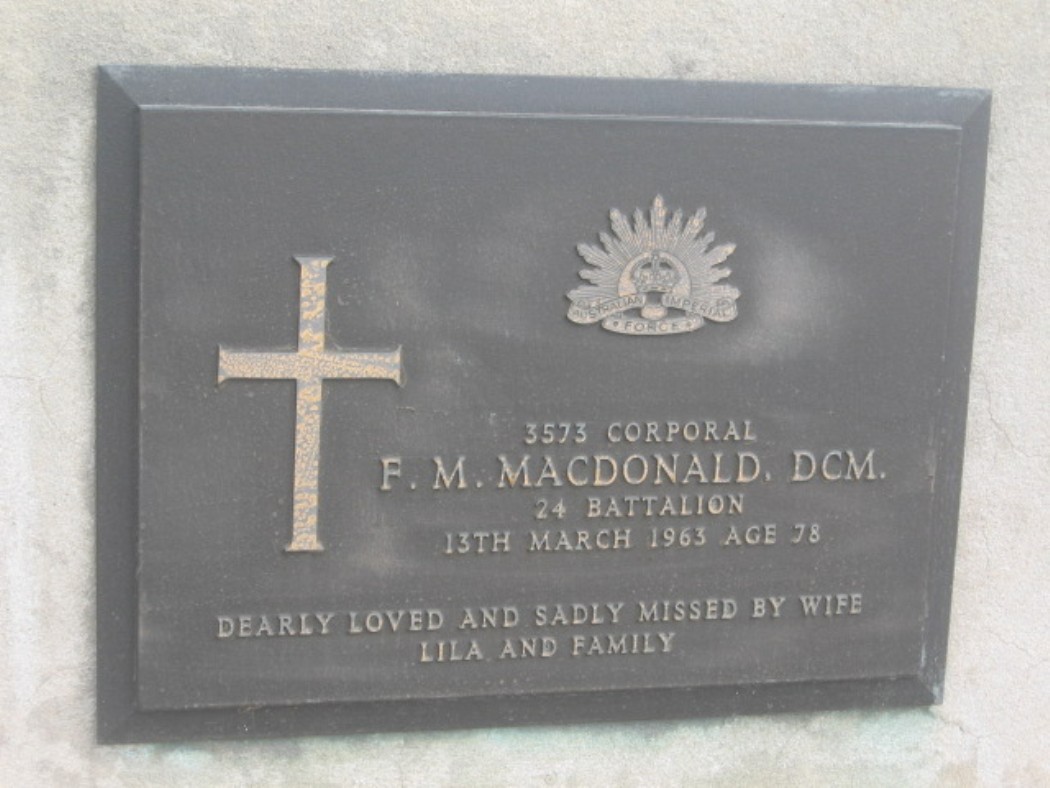 AUSTRALIAN IMPERIAL
FORCE
3573 CORPORAL
F. M. MACDONALD, DCM.
24 BATTALION
13TH MARCH 1963 AGE 78
DEARLY LOVED AND SADLY MISSED BY WIFE
LILA AND FAMILY